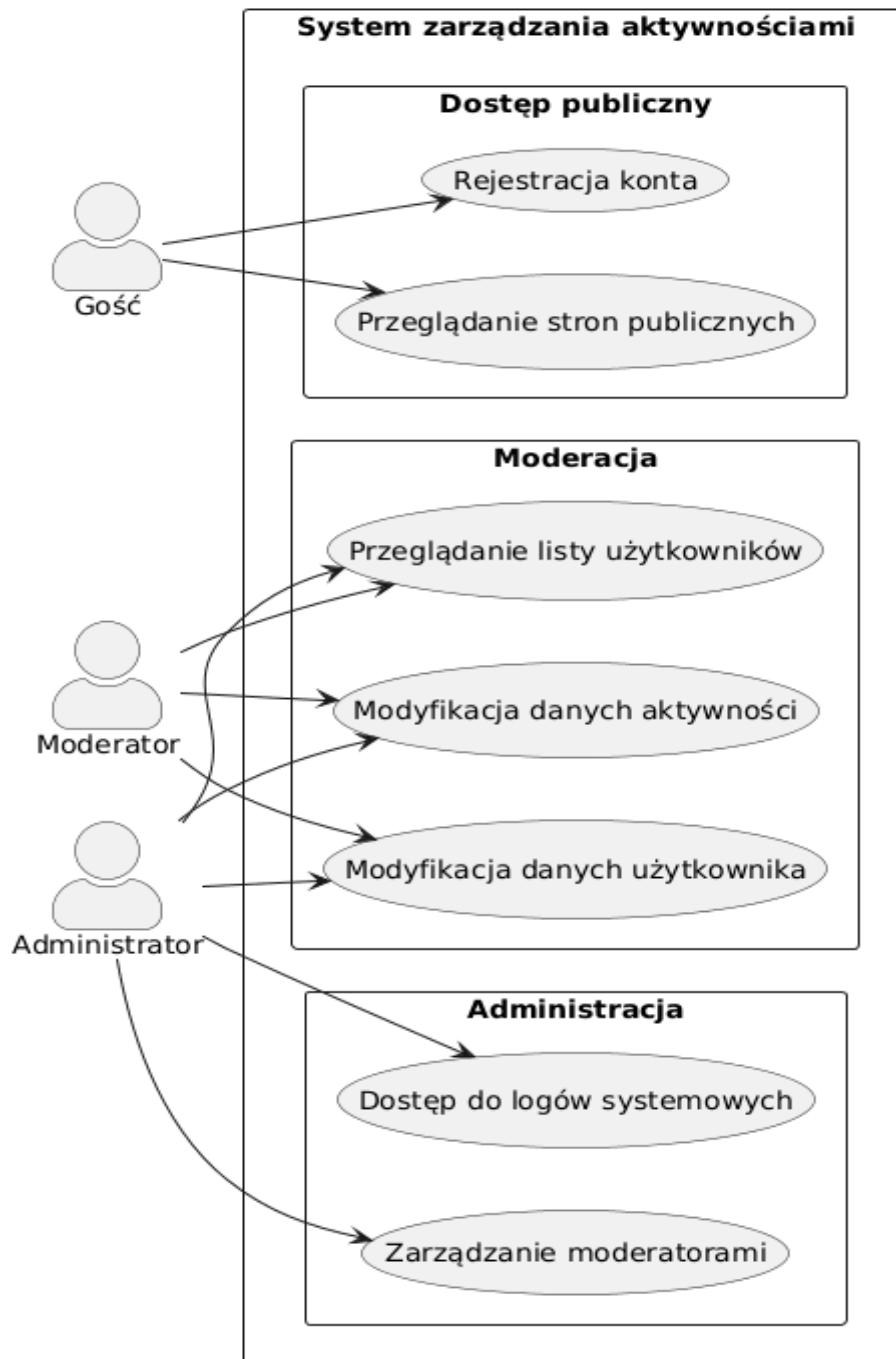 System zarządzania aktywnościami
Dostęp publiczny
Rejestracja konta
Gość
Przeglądanie stron publicznych
Moderacja
Przeglądanie listy użytkowników
Modyfikacja danych aktywności
Moderator
Modyfikacja danych użytkownika
Administrator
Administracja
Dostęp do logów systemowych
Zarządzanie moderatorami